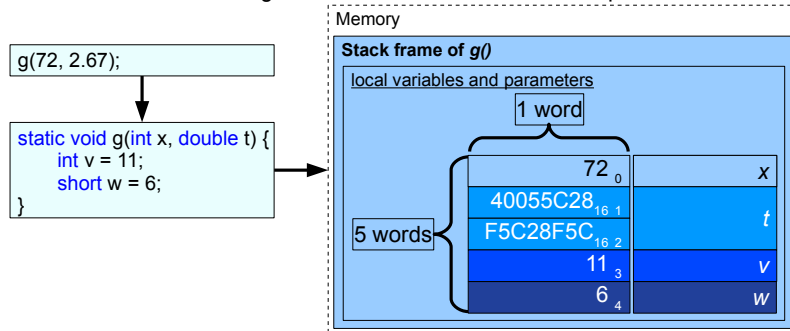 Memory
Stack frame of g()
g(72, 2.67);
local variables and parameters
1 word
static void g(int x, double t) {
int v = 11;
short w = 6;
}
5 words
72 0 x
40055C28 16 1
t
F5C28F5C 16 2
11 3 v
6 4 w